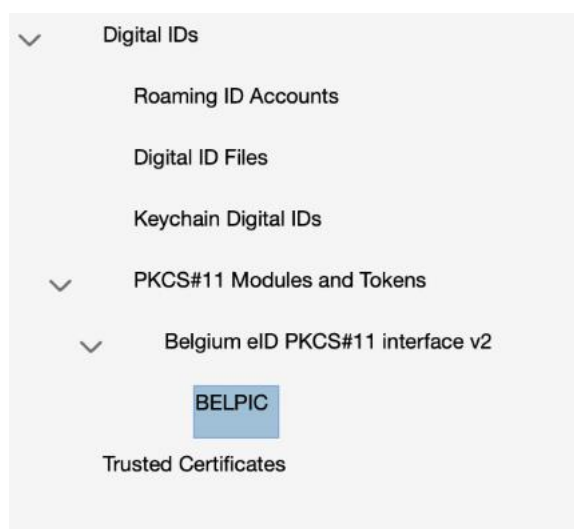 Digital IDs
Roaming ID Accounts
Digital ID Files
Keychain Digital IDs
PKCS#11 Modules and Tokens
Belgium eID PKCS#11 interface v2
BELPIC
Trusted Certificates